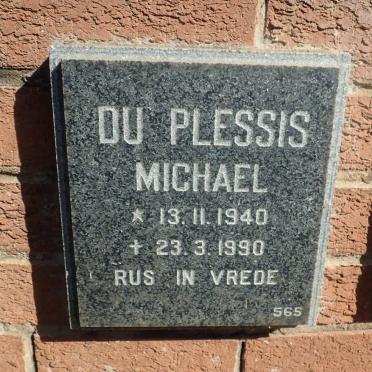 DU PLESSIS
MICHAEL
* 13.11.1940
+ 23.3.1990
RUS IN VREDE
565